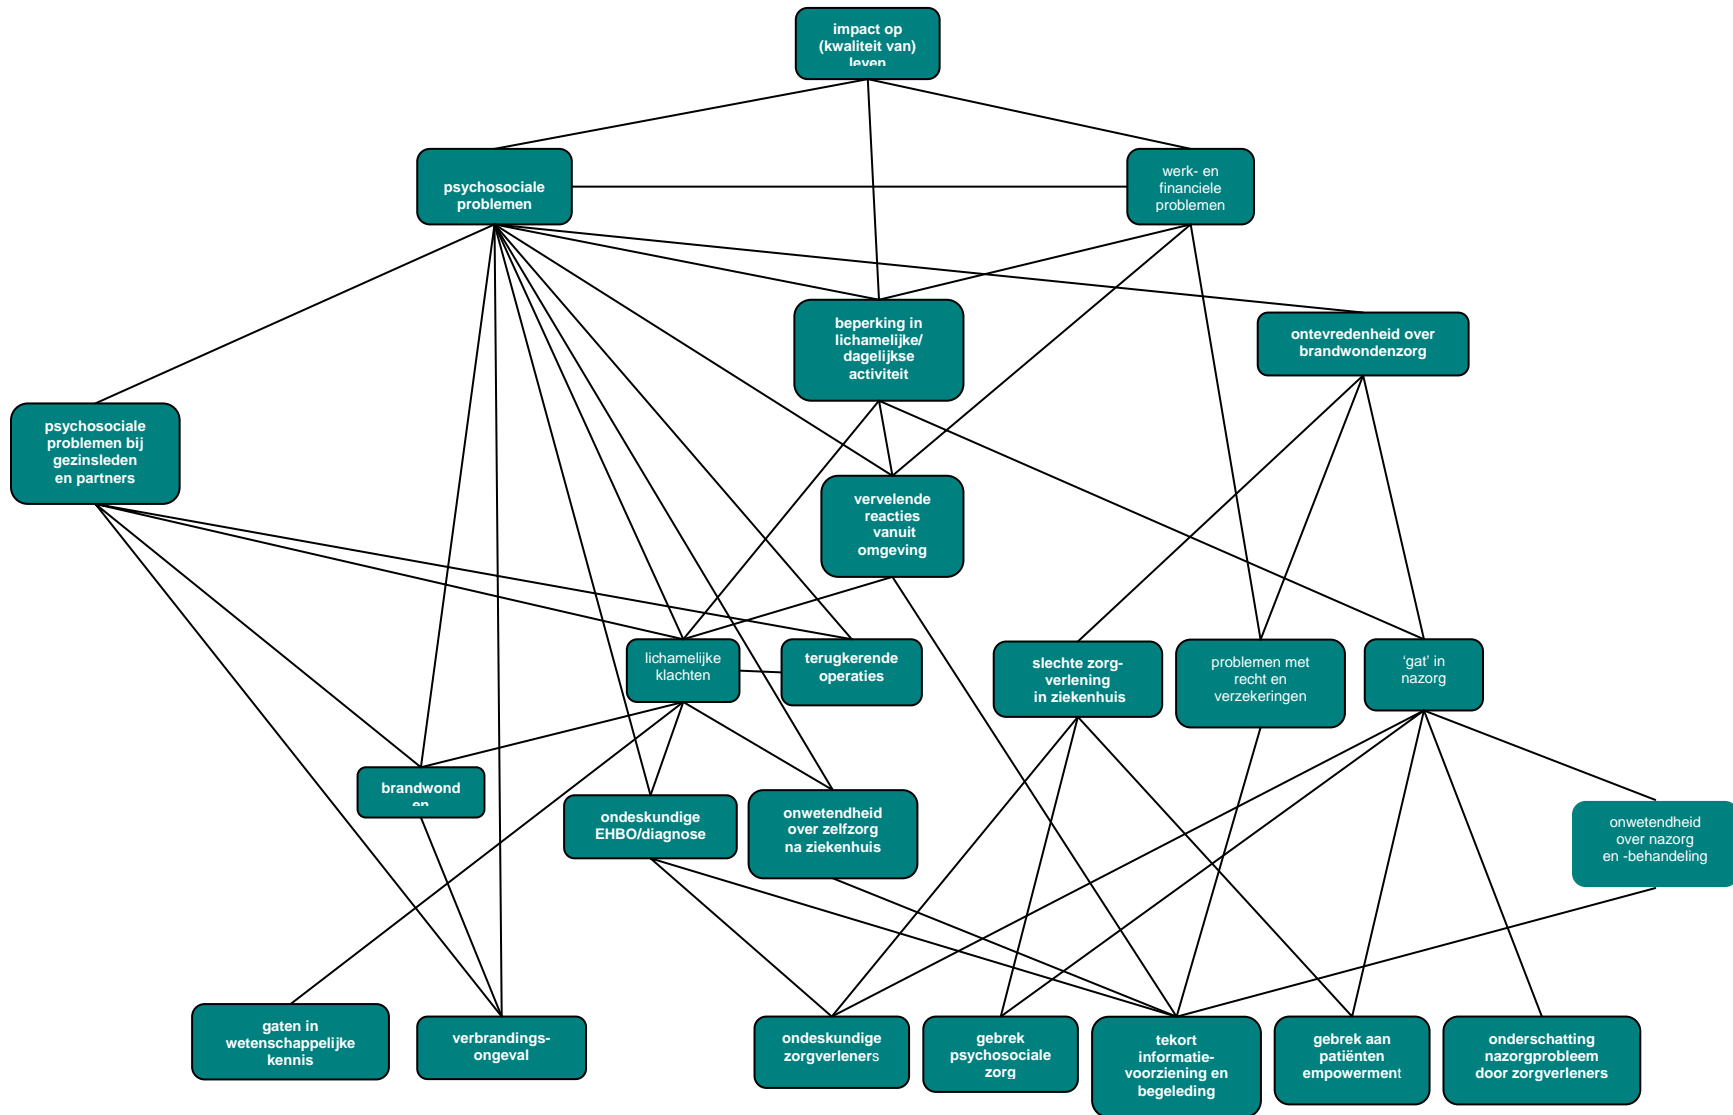 impact op
(kwaliteit van)
leven
psychosociale
problemen
werk- en
financiele
problemen
beperking in
lichamelijke/
dagelijkse
activiteit
ontevredenheid over
brandwondenzorg
psychosociale
problemen bij
gezinsleden
en partners
vervelende
reacties
vanuit
omgeving
lichamelijke
klachten
terugkerende
operaties
slechte zorg-
verlening
in ziekenhuis
problemen met
recht en
verzekeringen
‘gat’ in
nazorg
brandwond
en
ondeskundige
EHBO/diagnose
onwetendheid
over zelfzorg
na ziekenhuis
onwetendheid
over nazorg
en -behandeling
gaten in
wetenschappelijke
kennis
verbrandings-
ongeval
ondeskundige
zorgverleners
gebrek
psychosociale
zorg
tekort
informatie-
voorziening en
begeleding
gebrek aan
patiënten
empowerment
onderschatting
nazorgprobleem
door zorgverleners